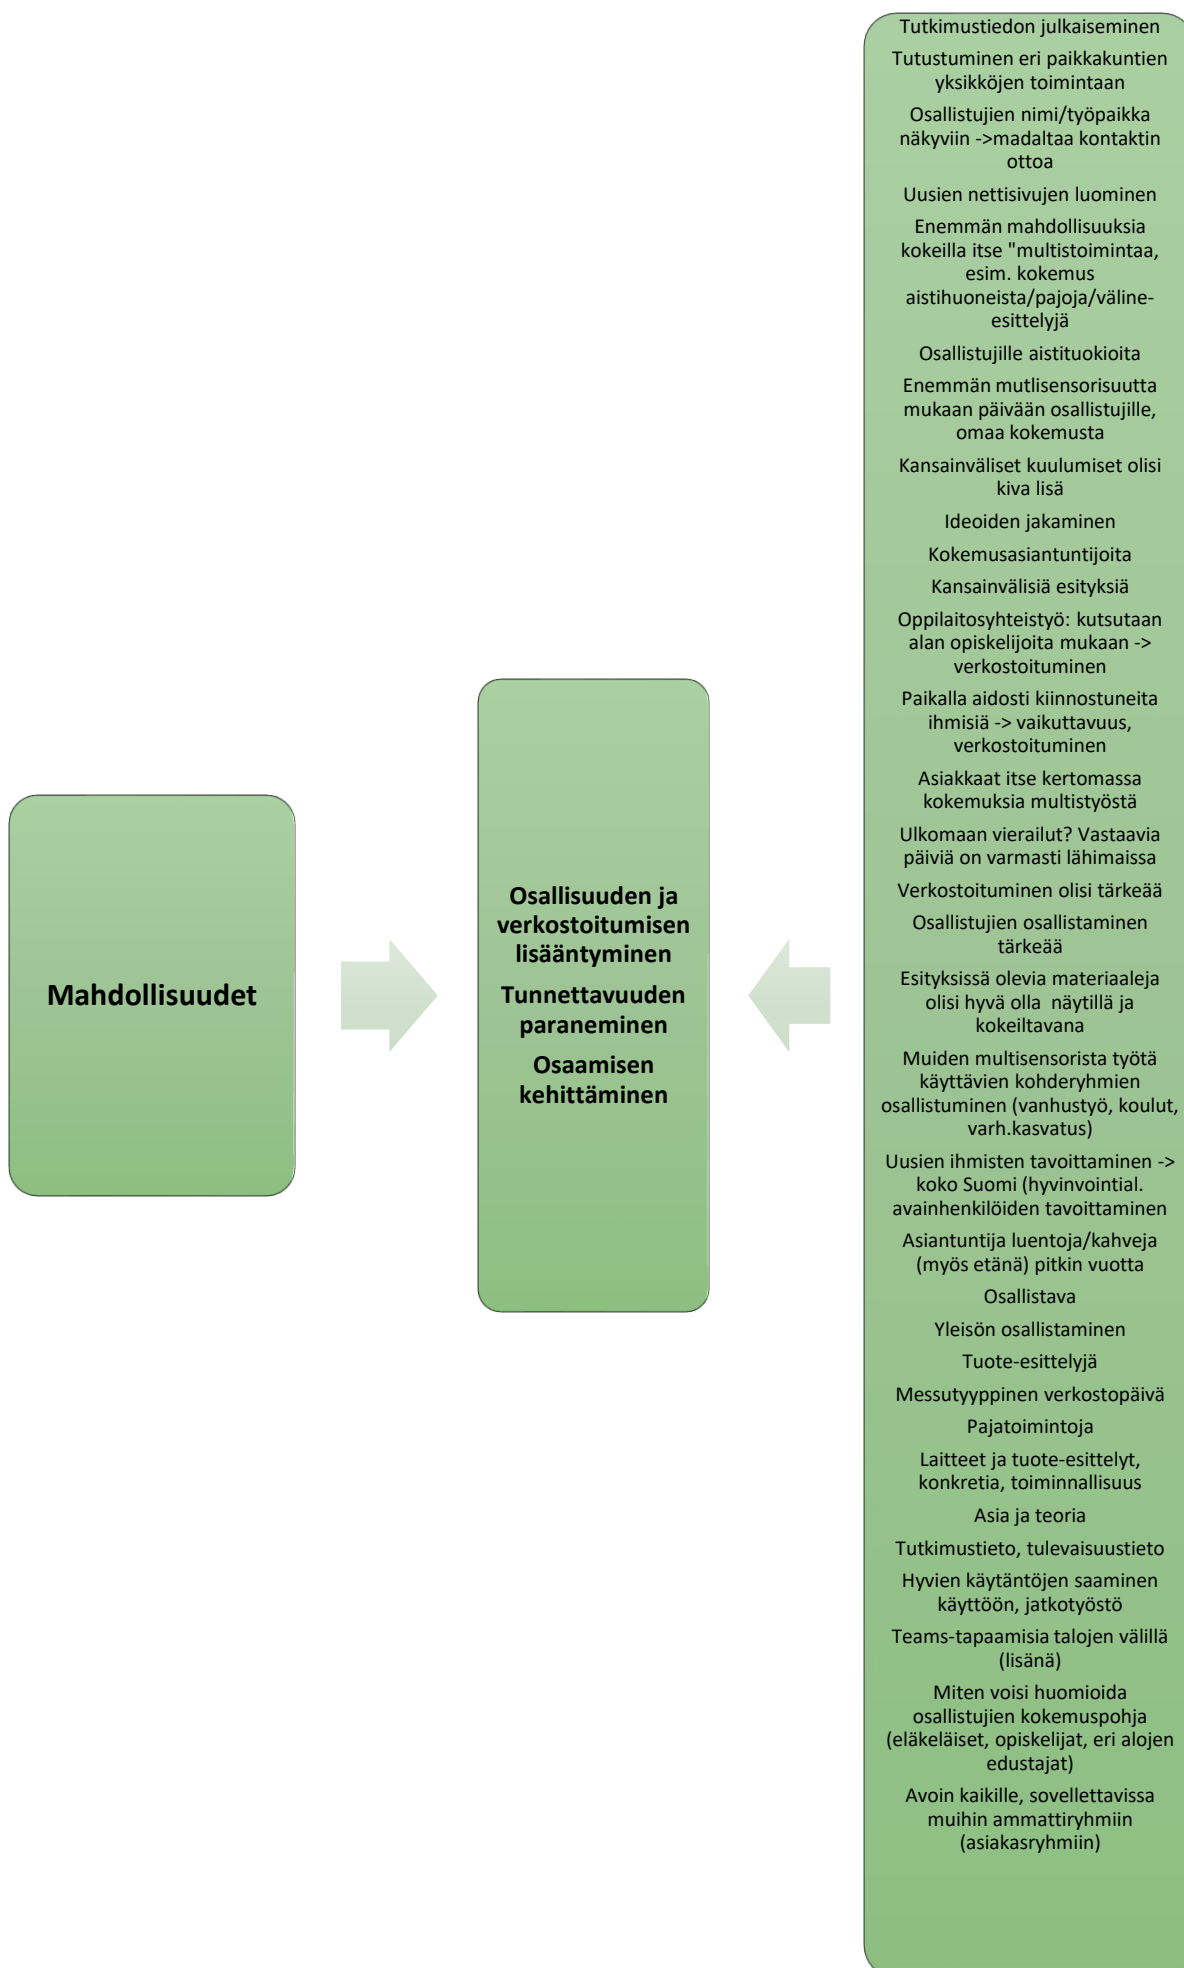 Mahdollisuudet
Osallisuuden ja
verkostoitumisen
lisääntyminen
Tunnettavuuden
paraneminen
Osaamisen
kehittäminen
Tutkimustiedon julkaiseminen
Tutustuminen eri paikkakuntien
yksikköjen toimintaan
Osallistujien nimi/työpaikka
näkyviin ->madaltaa kontaktin
ottoa
Uusien nettisivujen luominen
Enemmän mahdollisuuksia
kokeilla itse "multistoimintaa,
esim. kokemus
aistihuoneista/pajoja/väline-
esittelyjä
Osallistujille aistituokioita
Enemmän mutlisensorisuutta
mukaan päivään osallistujille,
omaa kokemusta
Kansainväliset kuulumiset olisi
kiva lisä
Ideoiden jakaminen
Kokemusasiantuntijoita
Kansainvälisiä esityksiä
Oppilaitosyhteistyö: kutsutaan
alan opiskelijoita mukaan ->
verkostoituminen
Paikalla aidosti kiinnostuneita
ihmisiä -> vaikuttavuus,
verkostoituminen
Asiakkaat itse kertomassa
kokemuksia multistyöstä
Ulkomaan vierailut? Vastaavia
päiviä on varmasti lähimaissa
Verkostoituminen olisi tärkeää
Osallistujien osallistaminen
tärkeää
Esityksissä olevia materiaaleja
olisi hyvä olla  näytillä ja
kokeiltavana
Muiden multisensorista työtä
käyttävien kohderyhmien
osallistuminen (vanhustyö, koulut,
varh.kasvatus)
Uusien ihmisten tavoittaminen ->
koko Suomi (hyvinvointial.
avainhenkilöiden tavoittaminen
Asiantuntija luentoja/kahveja
(myös etänä) pitkin vuotta
Osallistava
Yleisön osallistaminen
Tuote-esittelyjä
Messutyyppinen verkostopäivä
Pajatoimintoja
Laitteet ja tuote-esittelyt,
konkretia, toiminnallisuus
Asia ja teoria
Tutkimustieto, tulevaisuustieto
Hyvien käytäntöjen saaminen
käyttöön, jatkotyöstö
Teams-tapaamisia talojen välillä
(lisänä)
Miten voisi huomioida
osallistujien kokemuspohja
(eläkeläiset, opiskelijat, eri alojen
edustajat)
Avoin kaikille, sovellettavissa
muihin ammattiryhmiin
(asiakasryhmiin)